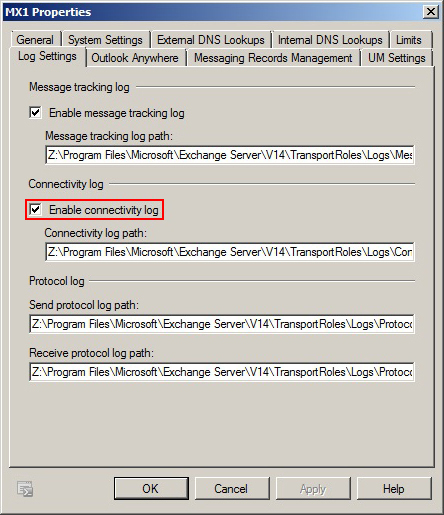 MX1 Properties
General System Settings External DNS Lookups Internal DNS Lookups Limits
Log Settings Outlook Anywhere Messaging Records Management UM Settings
Message tracking log
Enable message tracking log
Message tracking log path:
Z:\Program Files\Microsoft\Exchange Server\V14\TransportRoles\Logs\Mes
Connectivity log
Enable connectivity log
Connectivity log path:
Z:\Program Files\Microsoft\Exchange Server\V14\TransportRoles\Logs\Con
Protocol log
Send protocol log path:
Z:\Program Files\Microsoft\Exchange Server\V14\TransportRoles\Logs\Protoco
Receive protocol log path:
Z:\Program Files\Microsoft\Exchange Server\V14\TransportRoles\Logs\Protoco
OK Cancel Apply Help